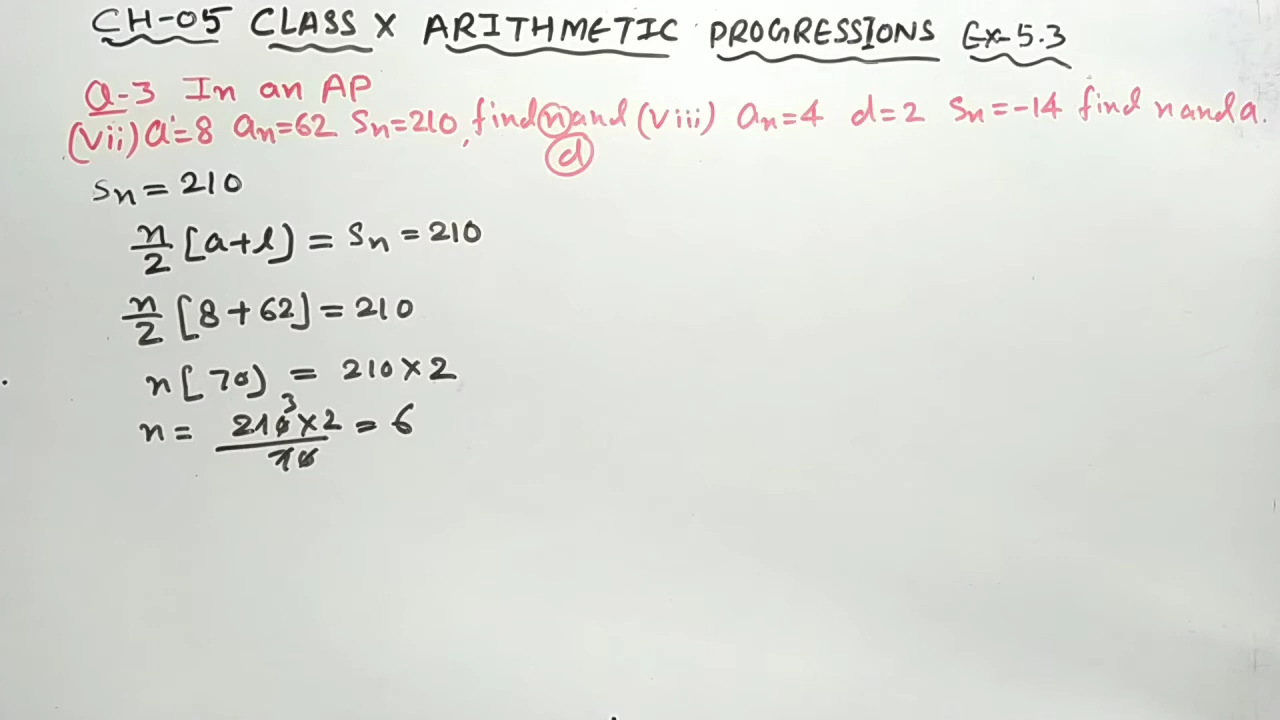 CH-05 CLASS X ARITHMETIC PROGRESSIONS Ex-5.3
Q-3 In an AP
(vii) a=8 an=62 Sn=210, find n and (viii) an=4 d=2 Sn=-14 find n and a.
d
Sn=210
n/2 [a+l] = Sn = 210
n/2 [8+62] = 210
n[70] = 210×2
n = 210×2/70 = 6
3